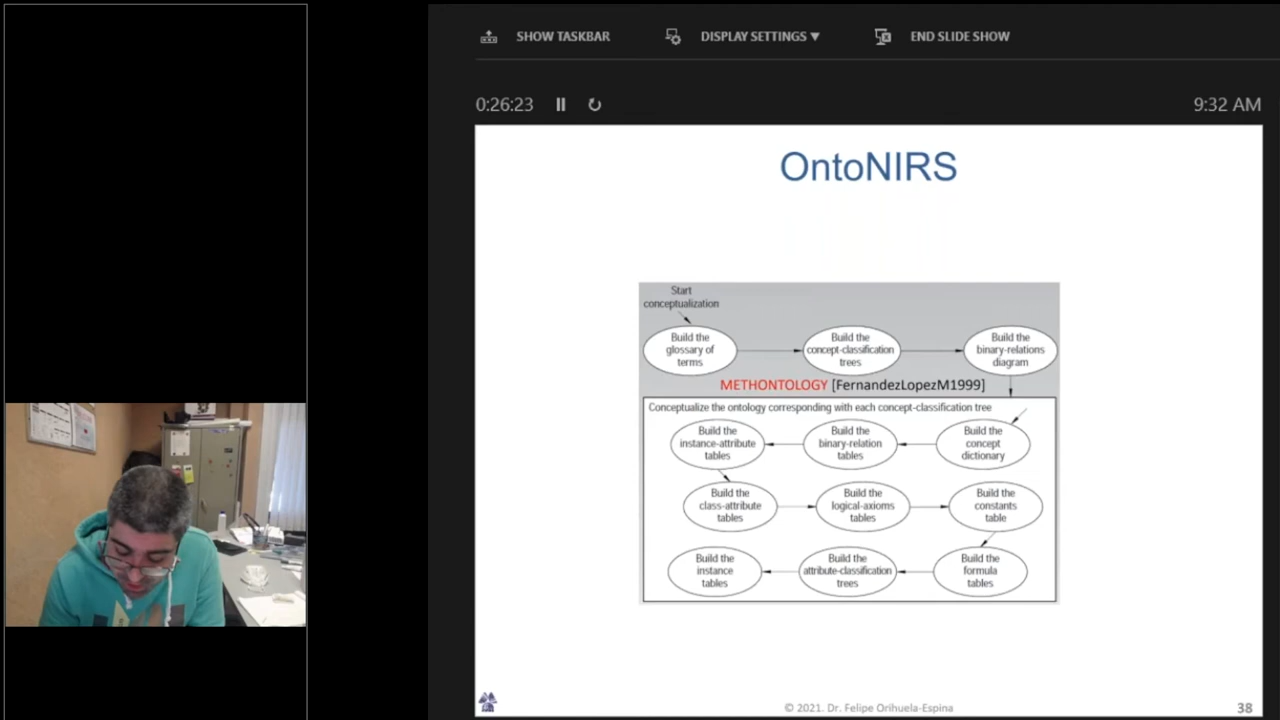 SHOW TASKBAR
DISPLAY SETTINGS ▼
END SLIDE SHOW
0:26:23
9:32 AM
OntoNIRS
Start
conceptualization
Build the
glossary of
terms
Build the
concept-classification
trees
Build the
binary-relations
diagram
METHONTOLOGY [FernandezLopezM1999]
Conceptualize the ontology corresponding with each concept-classification tree
Build the
instance-attribute
tables
Build the
binary-relation
tables
Build the
concept
dictionary
Build the
class-attribute
tables
Build the
logical-axioms
tables
Build the
constants
table
Build the
instance
tables
Build the
attribute-classification
trees
Build the
formula
tables
© 2021. Dr. Felipe Orihuela-Espina
38